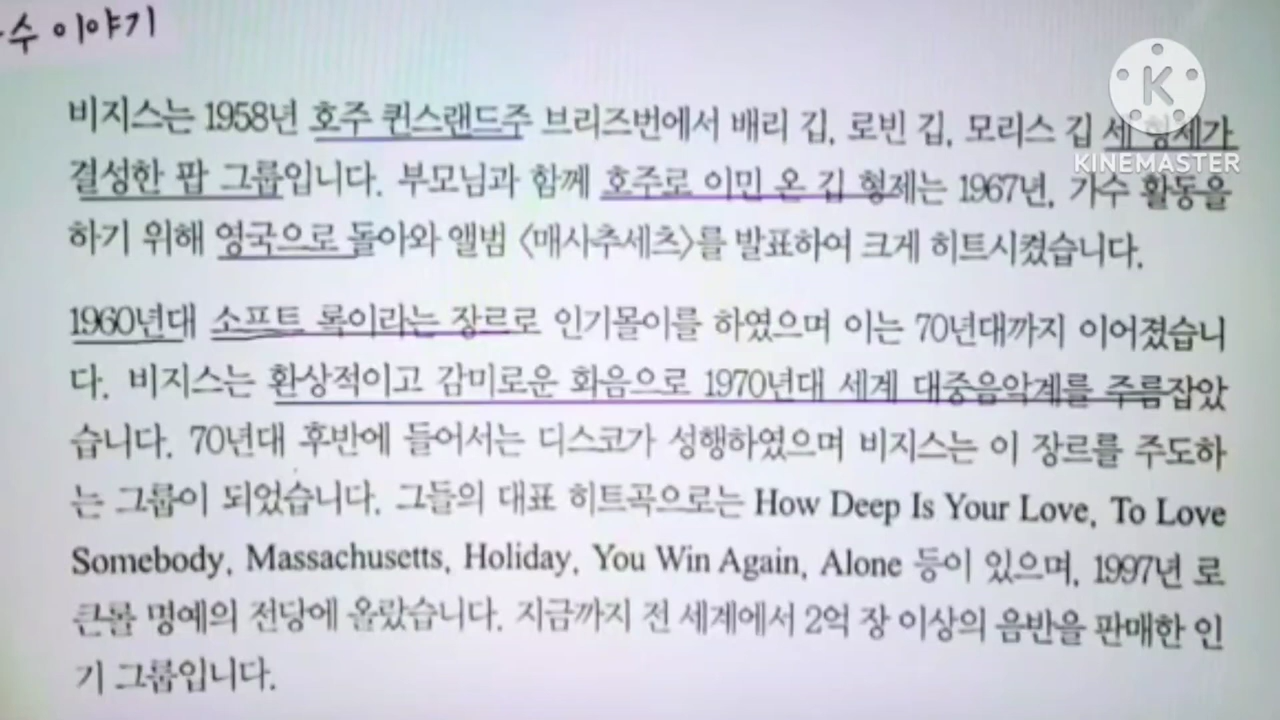 수 이야기
KINEMASTER
비지스는 1958년 호주 퀸스랜드주 브리즈번에서 배리 깁, 로빈 깁, 모리스 깁 세 형제가
결성한 팝 그룹입니다. 부모님과 함께 호주로 이민 온 깁 형제는 1967년, 가수 활동을
하기 위해 영국으로 돌아와 앨범 〈매사추세츠〉를 발표하여 크게 히트시켰습니다.
1960년대 소프트 록이라는 장르로 인기몰이를 하였으며 이는 70년대까지 이어졌습니
다. 비지스는 환상적이고 감미로운 화음으로 1970년대 세계 대중음악계를 주름잡았
습니다. 70년대 후반에 들어서는 디스코가 성행하였으며 비지스는 이 장르를 주도하
는 그룹이 되었습니다. 그들의 대표 히트곡으로는 How Deep Is Your Love, To Love
Somebody, Massachusetts, Holiday, You Win Again, Alone 등이 있으며, 1997년 로
큰롤 명예의 전당에 올랐습니다. 지금까지 전 세계에서 2억 장 이상의 음반을 판매한 인
기 그룹입니다.